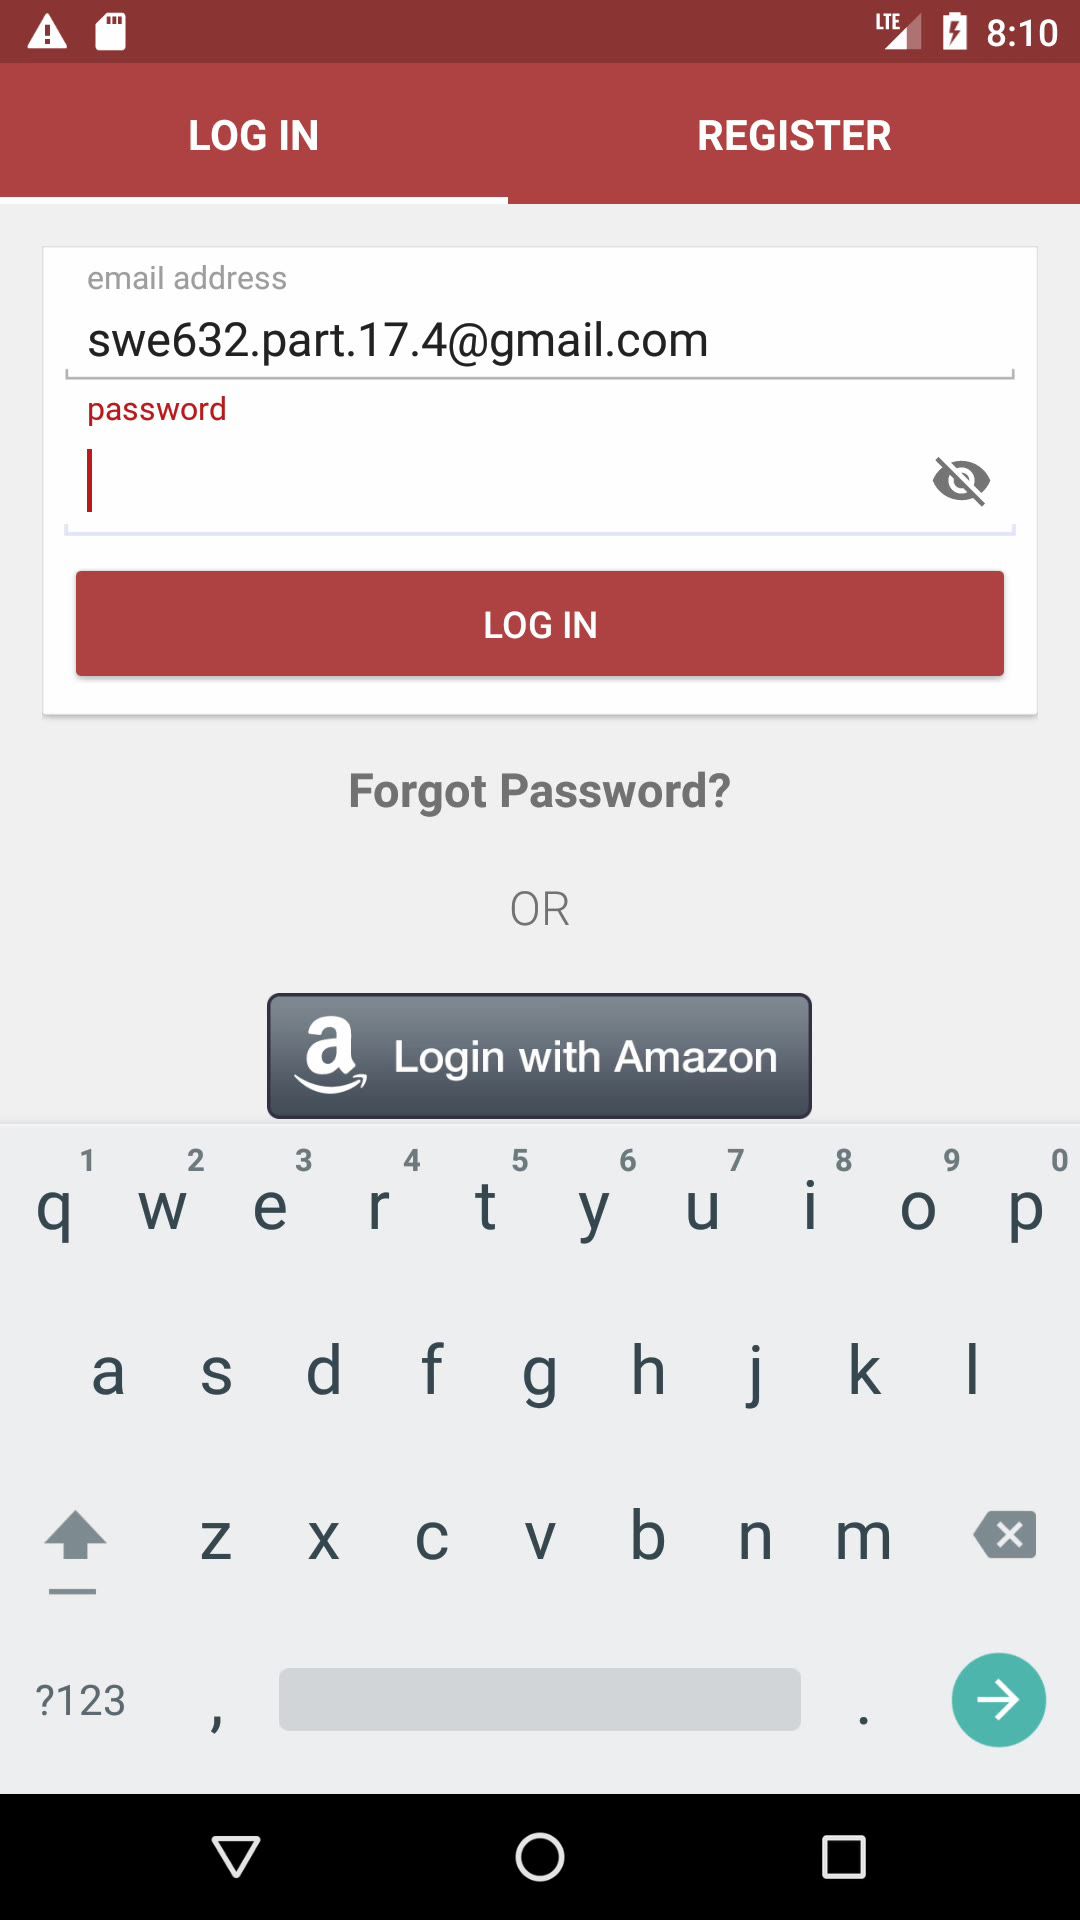 LTE 8:10
LOG IN REGISTER
email address
swe632.part.17.4@gmail.com
password
LOG IN
Forgot Password?
OR
a Login with Amazon
1 2 3 4 5 6 7 8 9 0
q w e r t y u i o p
a s d f g h j k l
z x c v b n m
?123 , .